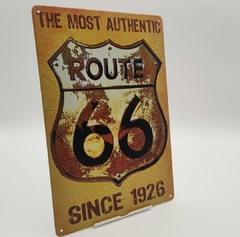 THE MOST AUTHENTIC
ROUTE
66
SINCE 1926